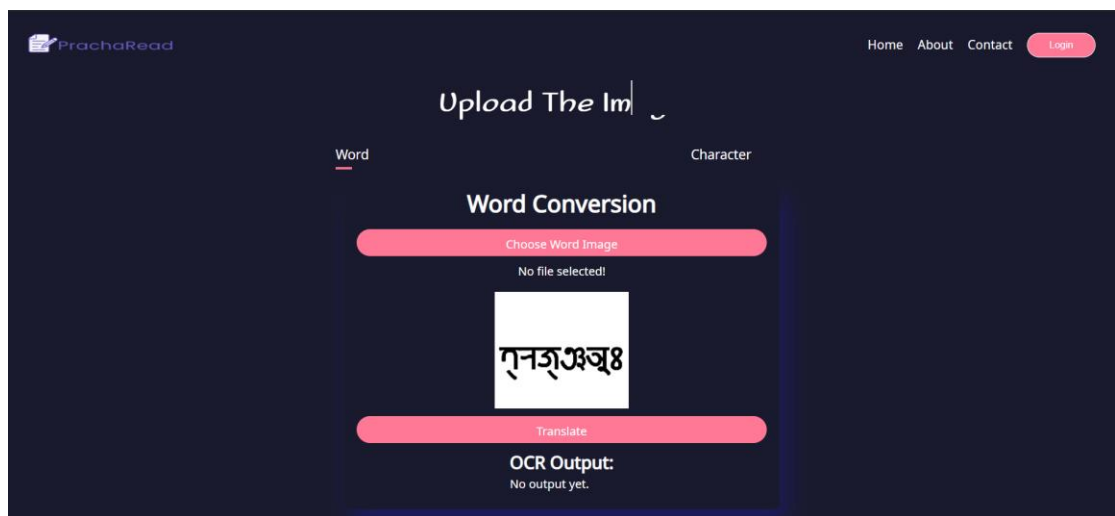 PrachaRead
Home About Contact Login
Upload The Im
Word Character
Word Conversion
Choose Word Image
No file selected!
Translate
OCR Output:
No output yet.